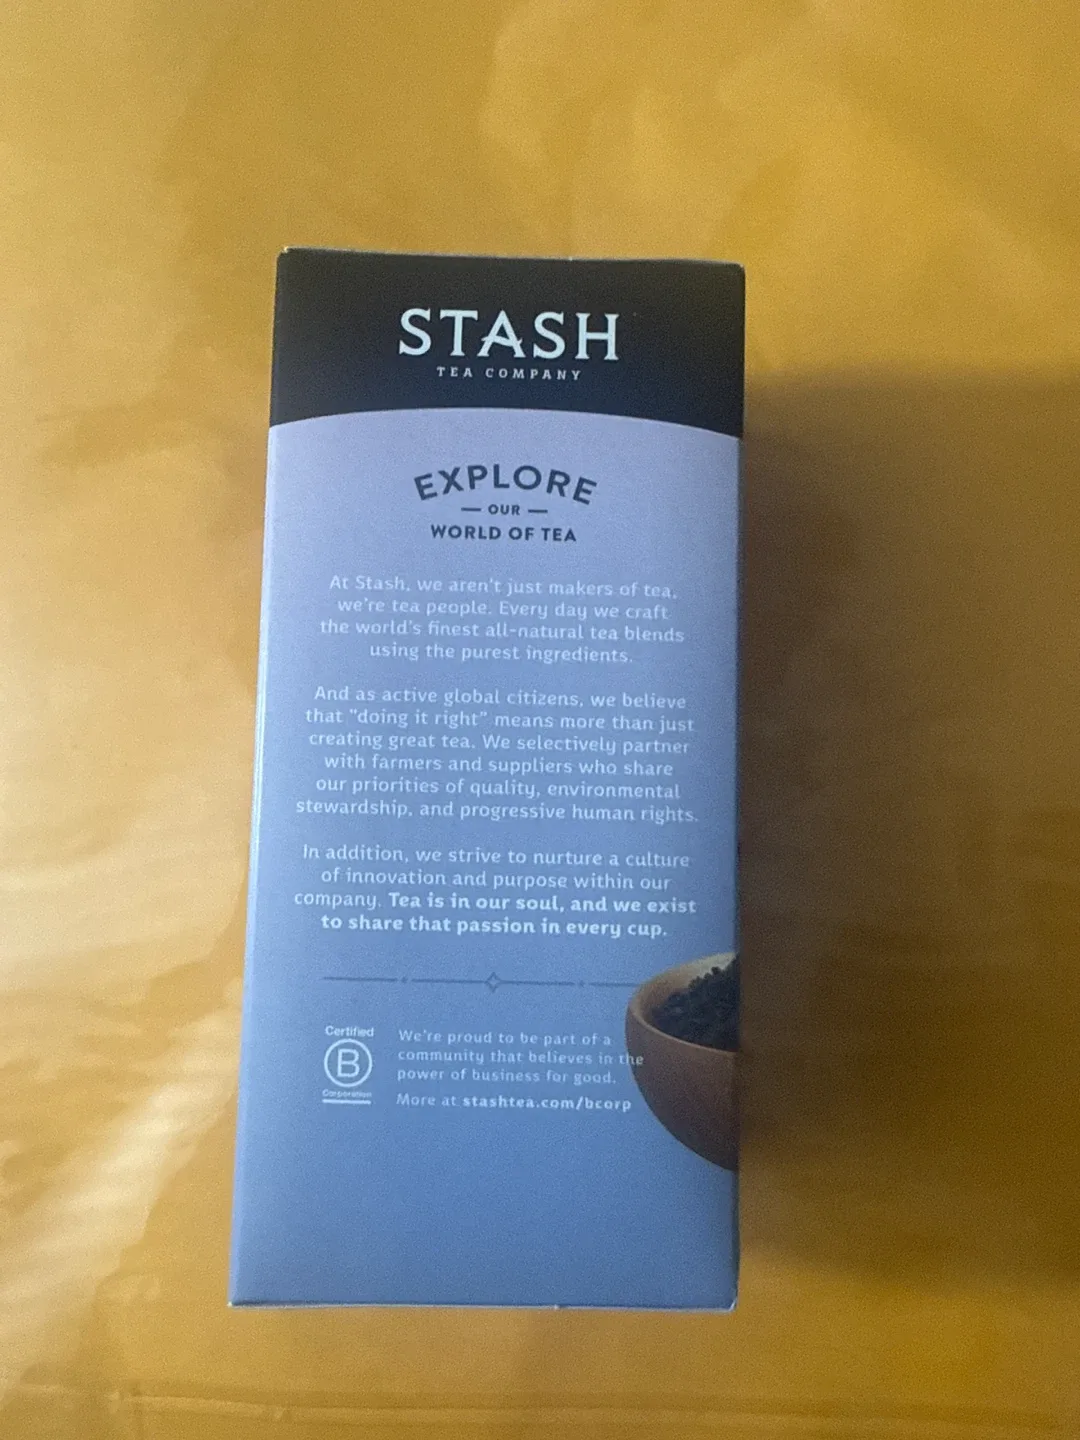 STASH
TEA COMPANY
EXPLORE
— OUR —
WORLD OF TEA
At Stash, we aren't just makers of tea,
we're tea people. Every day we craft
the world's finest all-natural tea blends
using the purest ingredients.
And as active global citizens, we believe
that "doing it right" means more than just
creating great tea. We selectively partner
with farmers and suppliers who share
our priorities of quality, environmental
stewardship, and progressive human rights.
In addition, we strive to nurture a culture
of innovation and purpose within our
company. Tea is in our soul, and we exist
to share that passion in every cup.
Certified
B
Corporation
We're proud to be part of a
community that believes in the
power of business for good.
More at stashtea.com/bcorp